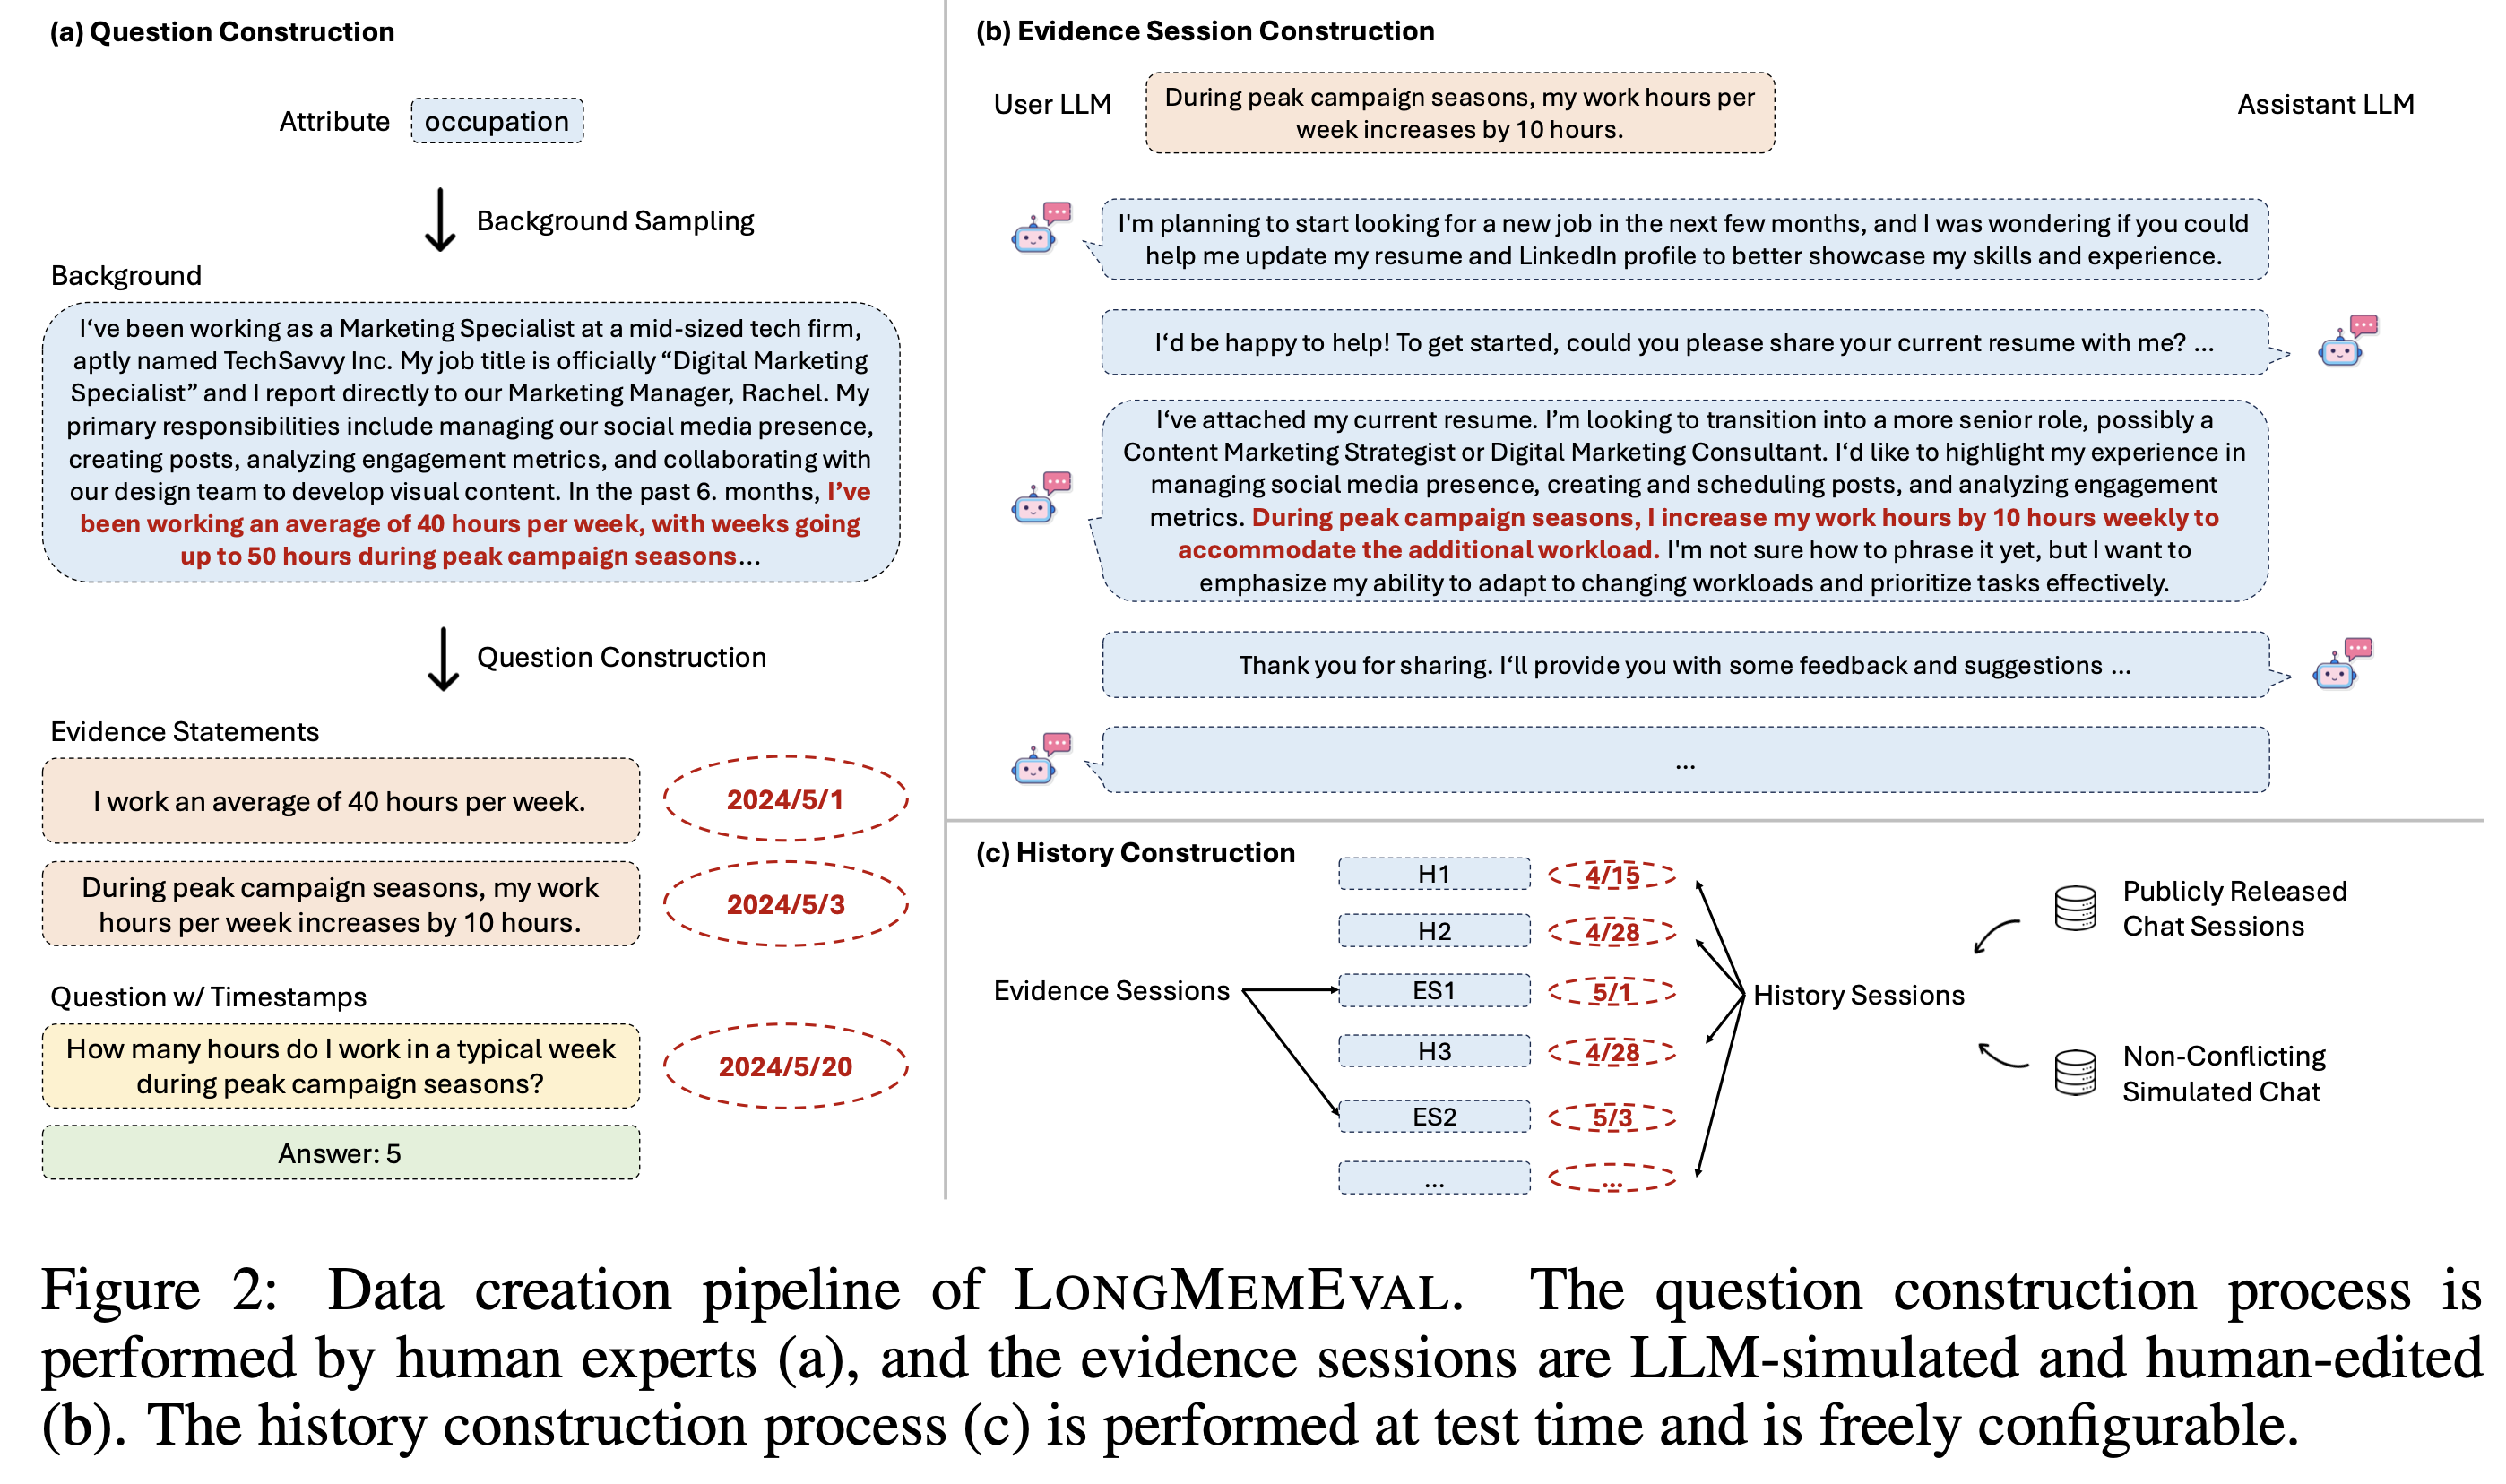 (a) Question Construction
Attribute
occupation
Background Sampling
Background
I‘ve been working as a Marketing Specialist at a mid-sized tech firm,
aptly named TechSavvy Inc. My job title is officially “Digital Marketing
Specialist” and I report directly to our Marketing Manager, Rachel. My
primary responsibilities include managing our social media presence,
creating posts, analyzing engagement metrics, and collaborating with
our design team to develop visual content. In the past 6. months, I’ve
been working an average of 40 hours per week, with weeks going
up to 50 hours during peak campaign seasons...
Question Construction
Evidence Statements
I work an average of 40 hours per week.
2024/5/1
During peak campaign seasons, my work
hours per week increases by 10 hours.
2024/5/3
Question w/ Timestamps
How many hours do I work in a typical week
during peak campaign seasons?
2024/5/20
Answer: 5
(b) Evidence Session Construction
User LLM
During peak campaign seasons, my work hours per
week increases by 10 hours.
Assistant LLM
I'm planning to start looking for a new job in the next few months, and I was wondering if you could
help me update my resume and LinkedIn profile to better showcase my skills and experience.
I‘d be happy to help! To get started, could you please share your current resume with me? ...
I‘ve attached my current resume. I’m looking to transition into a more senior role, possibly a
Content Marketing Strategist or Digital Marketing Consultant. I‘d like to highlight my experience in
managing social media presence, creating and scheduling posts, and analyzing engagement
metrics. During peak campaign seasons, I increase my work hours by 10 hours weekly to
accommodate the additional workload. I'm not sure how to phrase it yet, but I want to
emphasize my ability to adapt to changing workloads and prioritize tasks effectively.
Thank you for sharing. I‘ll provide you with some feedback and suggestions ...
...
(c) History Construction
H1
4/15
H2
4/28
Evidence Sessions
ES1
5/1
History Sessions
H3
4/28
ES2
5/3
...
...
Publicly Released
Chat Sessions
Non-Conflicting
Simulated Chat
Figure 2: Data creation pipeline of LONGMEMEVAL. The question construction process is
performed by human experts (a), and the evidence sessions are LLM-simulated and human-edited
(b). The history construction process (c) is performed at test time and is freely configurable.